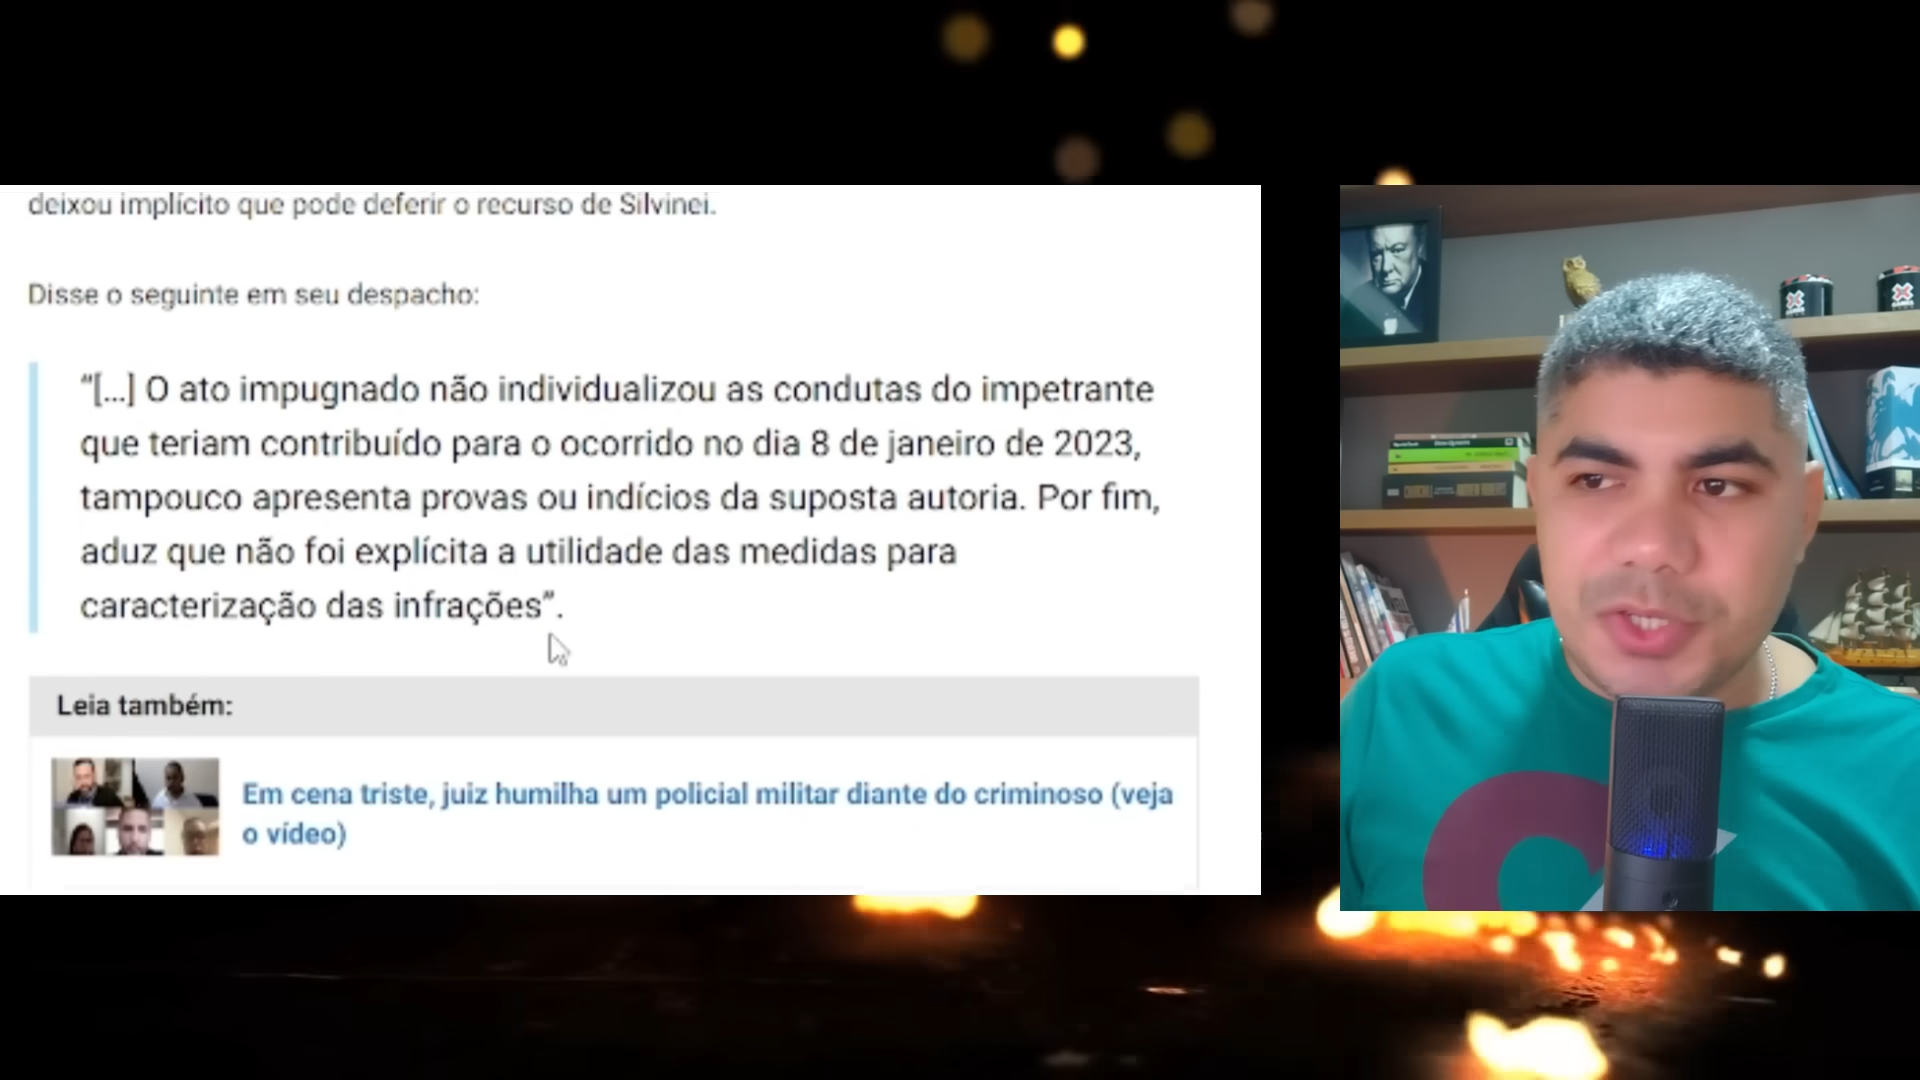 deixou implícito que pode deferir o recurso de Silvinei.
Disse o seguinte em seu despacho:
“[...] O ato impugnado não individualizou as condutas do impetrante
que teriam contribuído para o ocorrido no dia 8 de janeiro de 2023,
tampouco apresenta provas ou indícios da suposta autoria. Por fim,
aduz que não foi explícita a utilidade das medidas para
caracterização das infrações”.
Leia também:
Em cena triste, juiz humilha um policial militar diante do criminoso (veja
o vídeo)